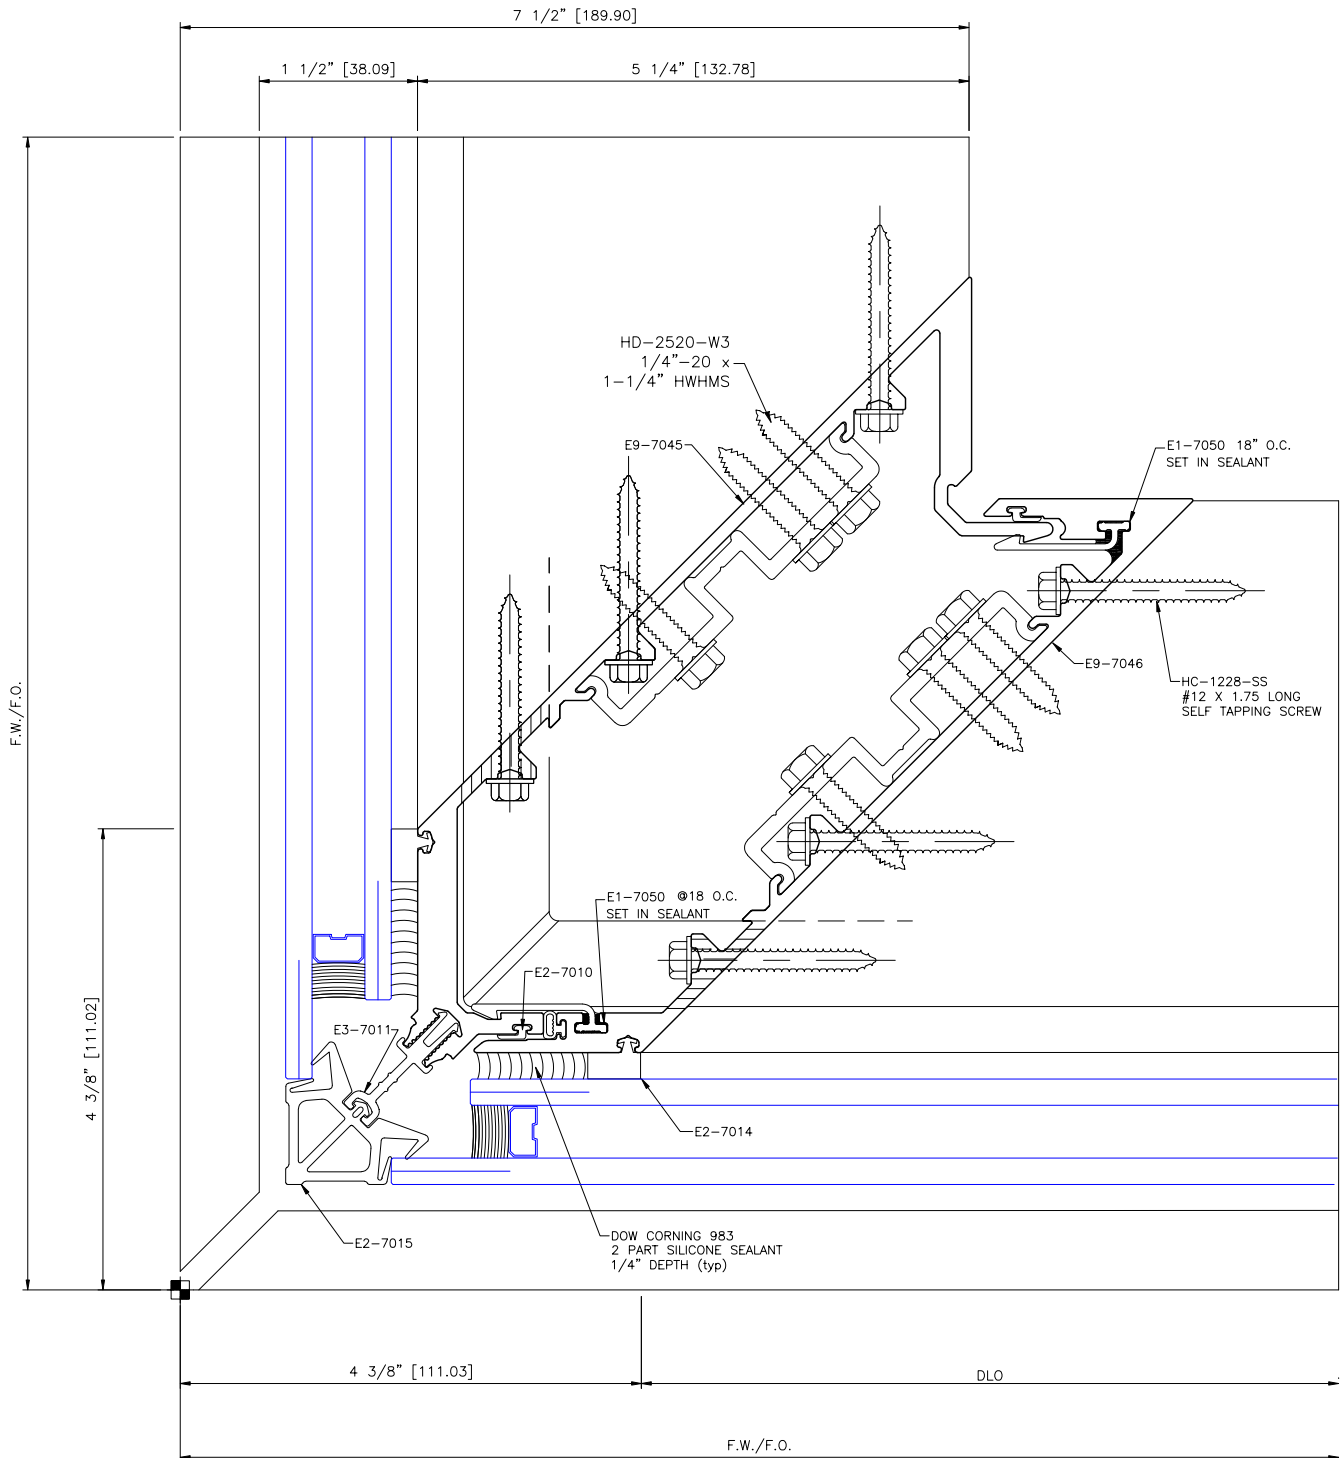 7 1/2" [189.90]
1 1/2" [38.09]
5 1/4" [132.78]
HD-2520-W3
1/4"-20 x
1-1/4" HWHMS
E9-7045
E1-7050 18" O.C.
SET IN SEALANT
E9-7046
HC-1228-SS
#12 X 1.75 LONG
SELF TAPPING SCREW
F.W./F.O.
E1-7050 @18 O.C.
SET IN SEALANT
E2-7010
E3-7011
4 3/8" [111.02]
E2-7014
E2-7015
DOW CORNING 983
2 PART SILICONE SEALANT
1/4" DEPTH (typ)
4 3/8" [111.03]
DLO
F.W./F.O.